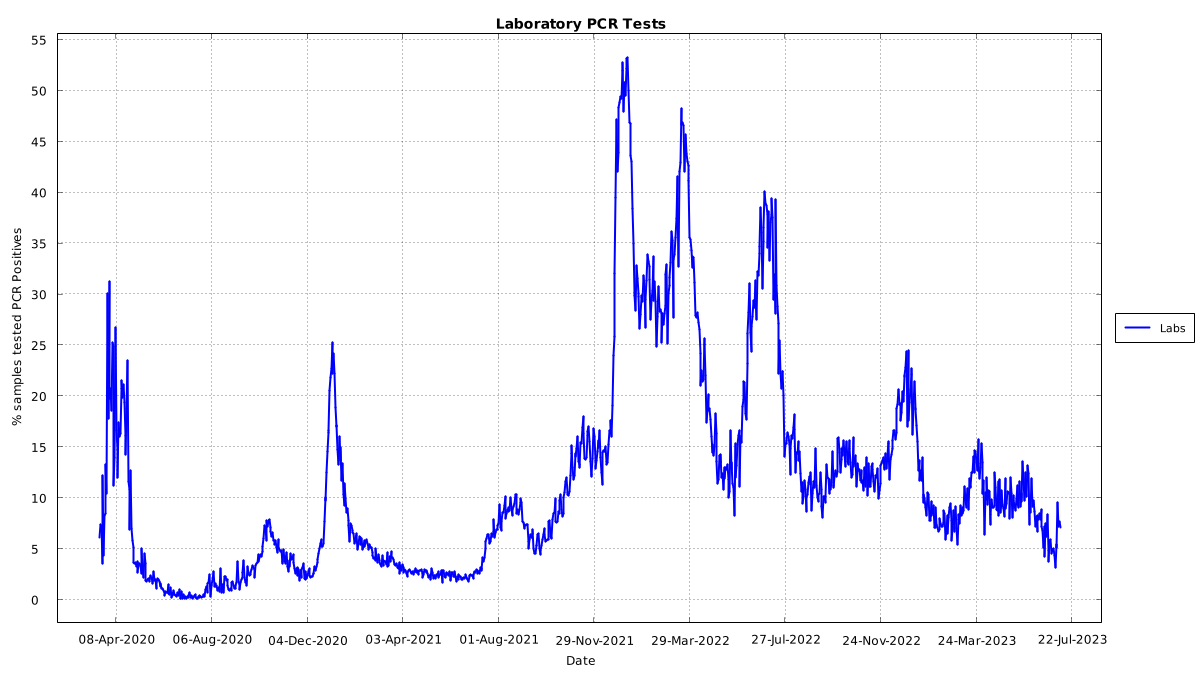 Laboratory PCR Tests
55
50
45
40
35
30
25
20
15
10
5
0
% samples tested PCR Positives
08-Apr-2020 06-Aug-2020 04-Dec-2020 03-Apr-2021 01-Aug-2021 29-Nov-2021 29-Mar-2022 27-Jul-2022 24-Nov-2022 24-Mar-2023 22-Jul-2023
Date
Labs